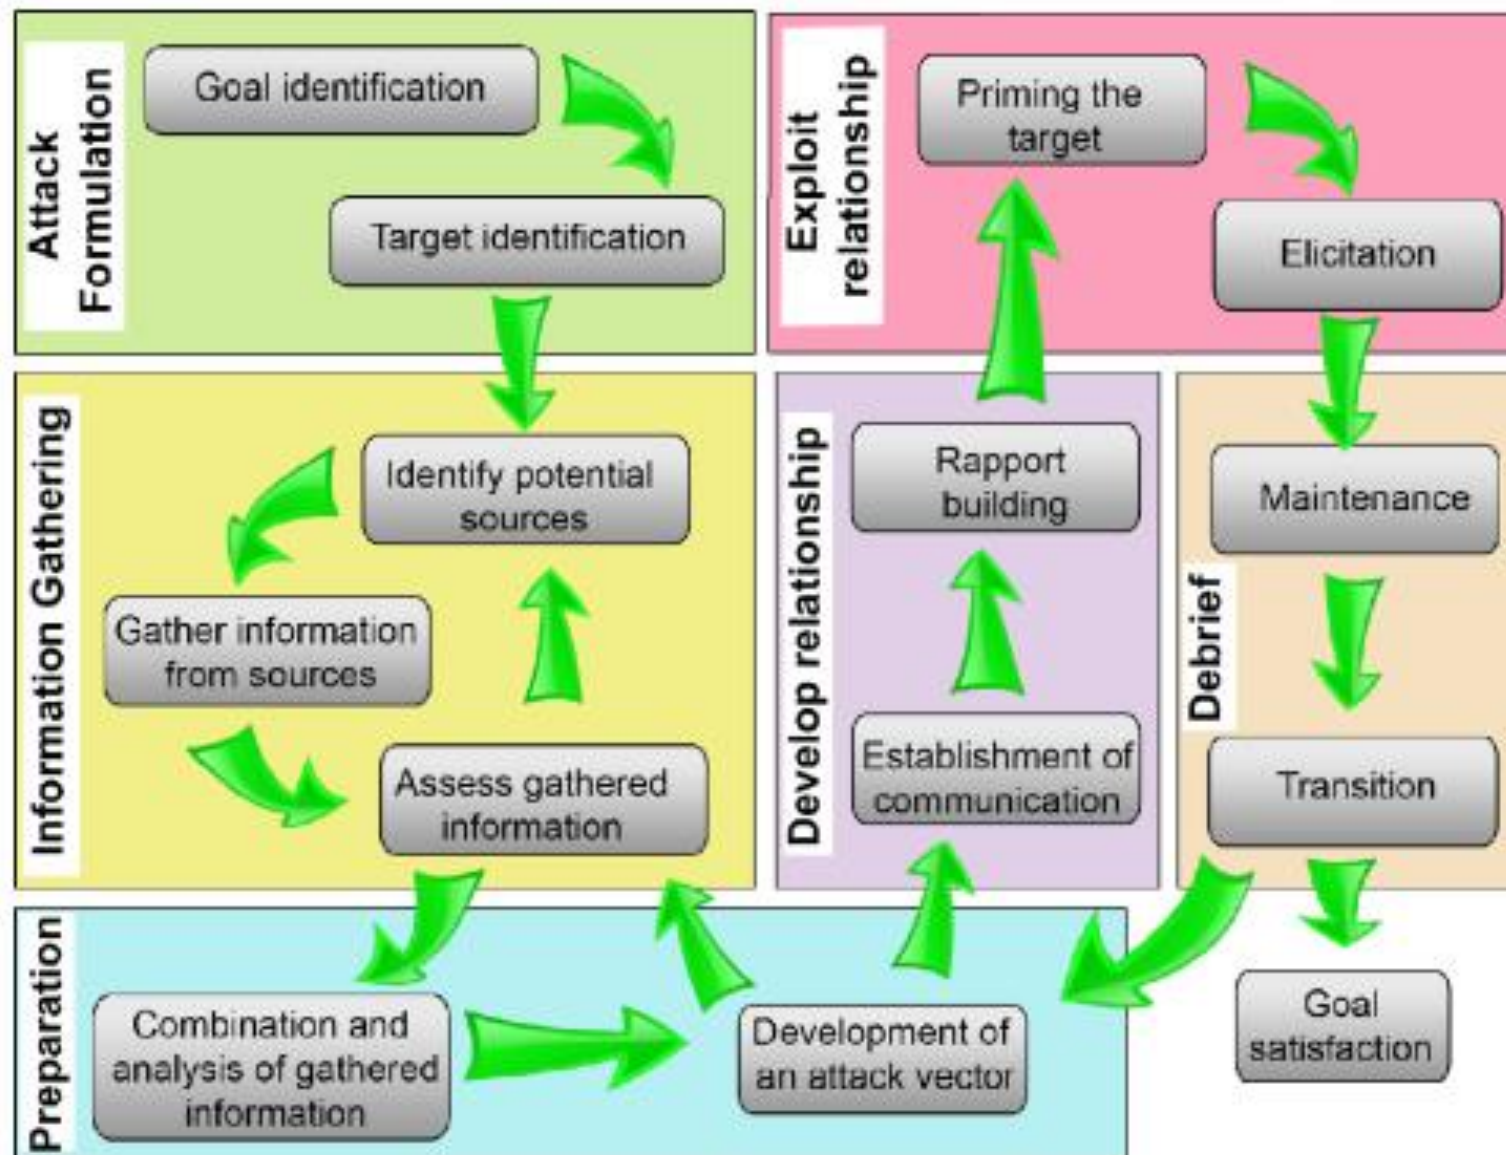 Attack
Formulation
Goal identification
Target identification
Exploit
relationship
Priming the
target
Elicitation
Information Gathering
Identify potential
sources
Gather information
from sources
Assess gathered
information
Develop relationship
Rapport
building
Establishment of
communication
Debrief
Maintenance
Transition
Preparation
Combination and
analysis of gathered
information
Development of
an attack vector
Goal
satisfaction